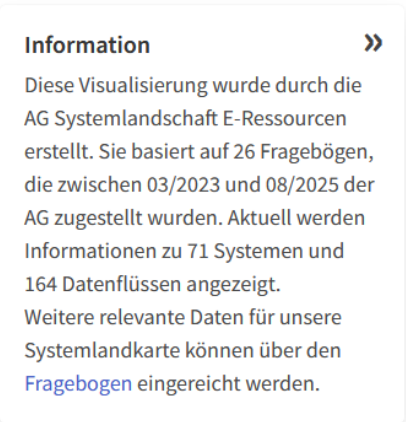 Information »
Diese Visualisierung wurde durch die
AG Systemlandschaft E-Ressourcen
erstellt. Sie basiert auf 26 Fragebögen,
die zwischen 03/2023 und 08/2025 der
AG zugestellt wurden. Aktuell werden
Informationen zu 71 Systemen und
164 Datenflüssen angezeigt.
Weitere relevante Daten für unsere
Systemlandkarte können über den
Fragebogen eingereicht werden.